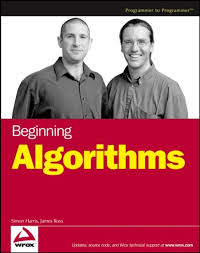 Programmer to Programmer™
Beginning
Algorithms
Simon Harris, James Ross
wrox
Updates, source code, and Wrox technical support at www.wrox.com